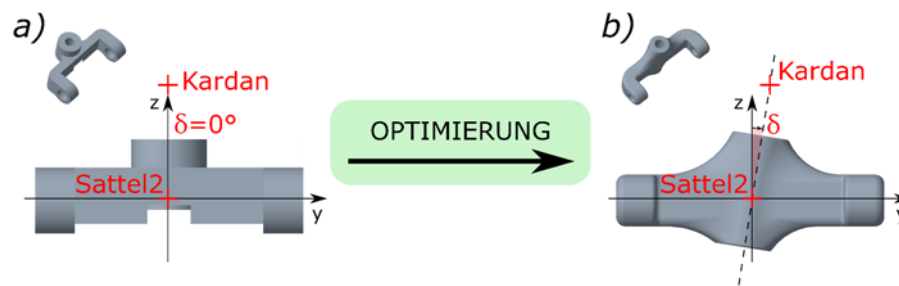 a)
Kardan
z
δ=0°
Sattel2
y
OPTIMIERUNG
b)
Kardan
z
δ
Sattel2
y